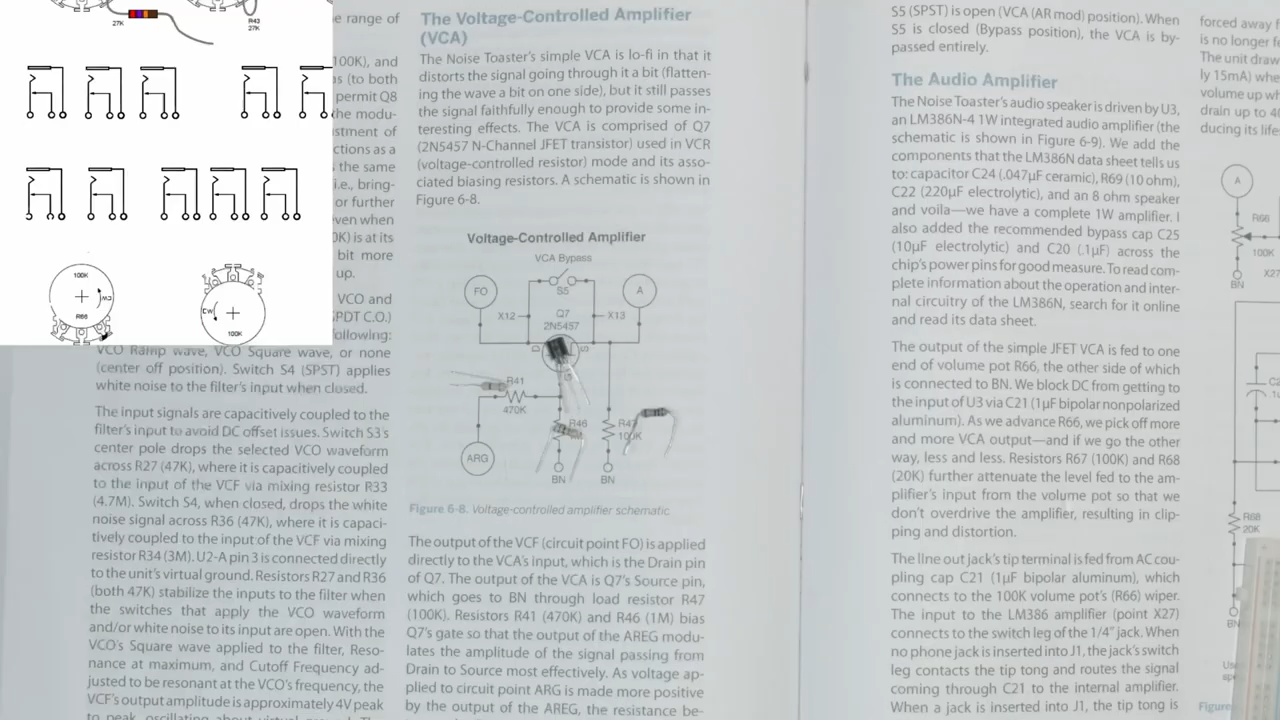 27K
R43
27K
100K
CW
R66
CW
100K
e range of
100K), and
s (to both
permit Q8
the modu-
stment of
ctions as a
the same
i.e., bring-
or further
even when
0K) is at its
bit more
up.
VCO and
PDT C.O.)
ollowing:
VCO Ramp wave, VCO Square wave, or none
(center off position). Switch S4 (SPST) applies
white noise to the filter's input when closed.
The input signals are capacitively coupled to the
filter's input to avoid DC offset issues. Switch S3's
center pole drops the selected VCO waveform
across R27 (47K), where it is capacitively coupled
to the input of the VCF via mixing resistor R33
(4.7M). Switch S4, when closed, drops the white
noise signal across R36 (47K), where it is capaci-
tively coupled to the input of the VCF via mixing
resistor R34 (3M). U2-A pin 3 is connected directly
to the unit's virtual ground. Resistors R27 and R36
(both 47K) stabilize the inputs to the filter when
the switches that apply the VCO waveform
and/or white noise to its input are open. With the
VCO's Square wave applied to the filter, Reso-
nance at maximum, and Cutoff Frequency ad-
justed to be resonant at the VCO's frequency, the
VCF's output amplitude is approximately 4V peak
to peak, oscillating about virtual ground. The
The Voltage-Controlled Amplifier
(VCA)
The Noise Toaster's simple VCA is lo-fi in that it
distorts the signal going through it a bit (flatten-
ing the wave a bit on one side), but it still passes
the signal faithfully enough to provide some in-
teresting effects. The VCA is comprised of Q7
(2N5457 N-Channel JFET transistor) used in VCR
(voltage-controlled resistor) mode and its asso-
ciated biasing resistors. A schematic is shown in
Figure 6-8.
Voltage-Controlled Amplifier
VCA Bypass
FO
S5
A
X12
Q7
2N5457
X13
D
S
R41
470K
R46
R47
100K
ARG
BN
BN
Figure 6-8. Voltage-controlled amplifier schematic
The output of the VCF (circuit point FO) is applied
directly to the VCA's input, which is the Drain pin
of Q7. The output of the VCA is Q7's Source pin,
which goes to BN through load resistor R47
(100K). Resistors R41 (470K) and R46 (1M) bias
Q7's gate so that the output of the AREG modu-
lates the amplitude of the signal passing from
Drain to Source most effectively. As voltage ap-
plied to circuit point ARG is made more positive
by the output of the AREG, the resistance be-
S5 (SPST) is open (VCA (AR mod) position). When
S5 is closed (Bypass position), the VCA is by-
passed entirely.
The Audio Amplifier
The Noise Toaster's audio speaker is driven by U3,
an LM386N-4 1W integrated audio amplifier (the
schematic is shown in Figure 6-9). We add the
components that the LM386N data sheet tells us
to: capacitor C24 (.047µF ceramic), R69 (10 ohm),
C22 (220µF electrolytic), and an 8 ohm speaker
and voila—we have a complete 1W amplifier. I
also added the recommended bypass cap C25
(10µF electrolytic) and C20 (.1µF) across the
chip's power pins for good measure. To read com-
plete information about the operation and inter-
nal circuitry of the LM386N, search for it online
and read its data sheet.
The output of the simple JFET VCA is fed to one
end of volume pot R66, the other side of which
is connected to BN. We block DC from getting to
the input of U3 via C21 (1µF bipolar nonpolarized
aluminum). As we advance R66, we pick off more
and more VCA output—and if we go the other
way, less and less. Resistors R67 (100K) and R68
(20K) further attenuate the level fed to the am-
plifier's input from the volume pot so that we
don't overdrive the amplifier, resulting in clip-
ping and distortion.
The line out jack's tip terminal is fed from AC cou-
pling cap C21 (1µF bipolar aluminum), which
connects to the 100K volume pot's (R66) wiper.
The input to the LM386 amplifier (point X27)
connects to the switch leg of the 1/4" jack. When
no phone jack is inserted into J1, the jack's switch
leg contacts the tip tong and routes the signal
coming through C21 to the internal amplifier.
When a jack is inserted into J1, the tip tong is
forced away f
is no longer f
The unit draw
ly 15mA) whe
volume up wh
drain up to 40
ducing its life
A
R66
100K
BN
X27
R68
20K
BN
Figure